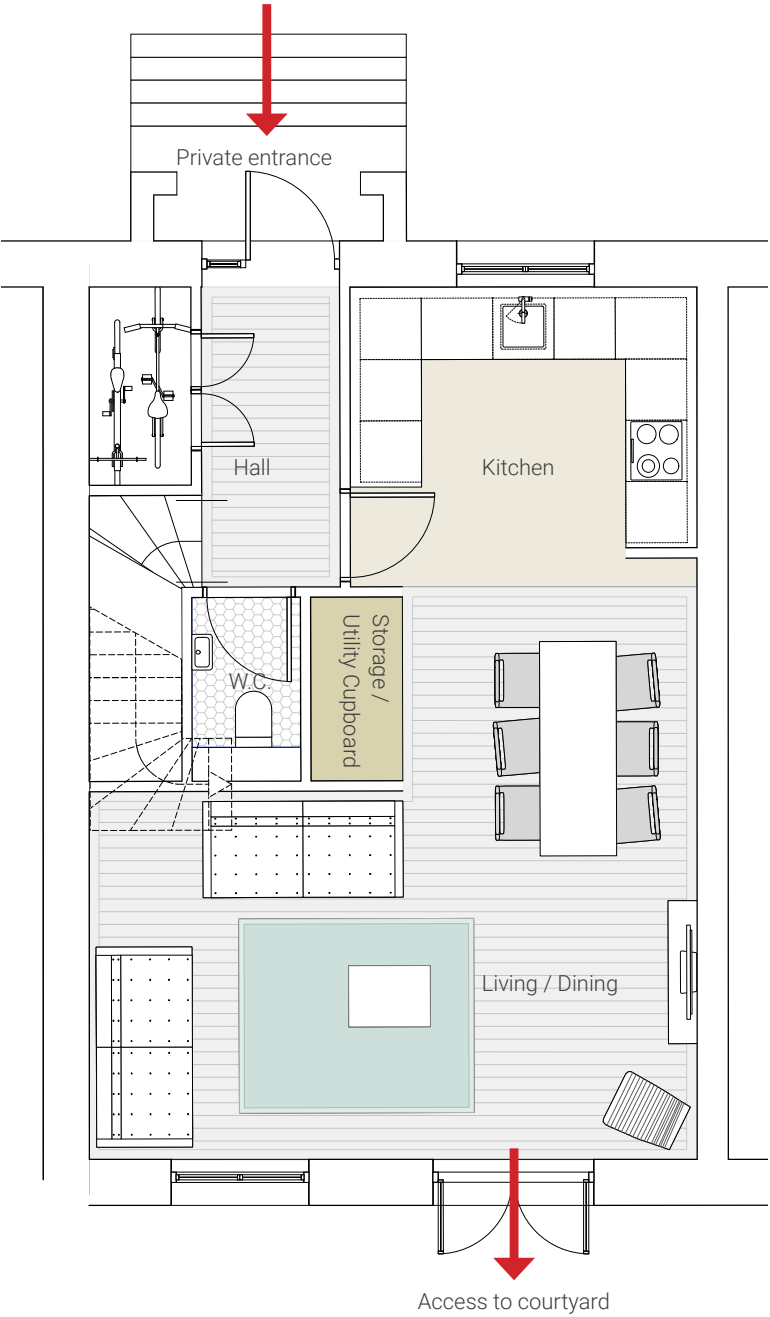 Private entrance
Hall
Kitchen
Storage /
Utility Cupboard
W.C.
Living / Dining
Access to courtyard